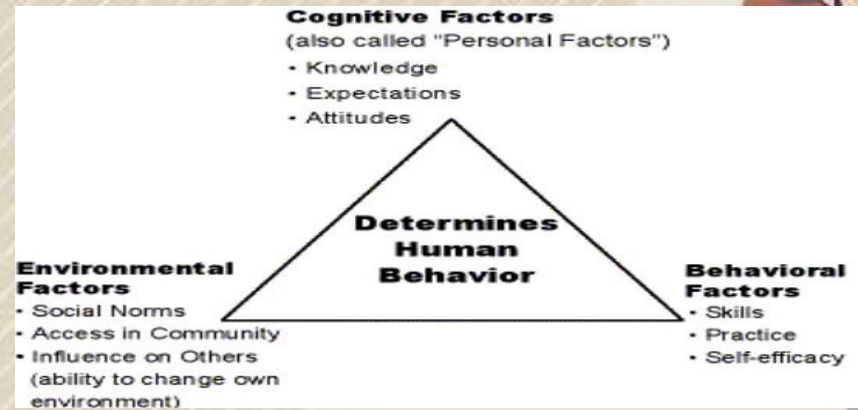 Cognitive Factors
(also called "Personal Factors")
• Knowledge
• Expectations
• Attitudes
Determines
Human
Behavior
Environmental
Factors
• Social Norms
• Access in Community
• Influence on Others
(ability to change own
environment)
Behavioral
Factors
• Skills
• Practice
• Self-efficacy